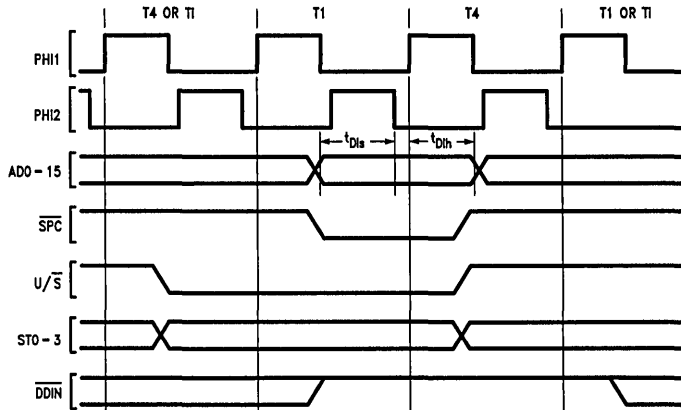 T4 OR TI T1 T4 T1 OR TI
PHI1
PHI2
tDIs tDIh
AD0-15
SPC
U/S
ST0-3
DDIN